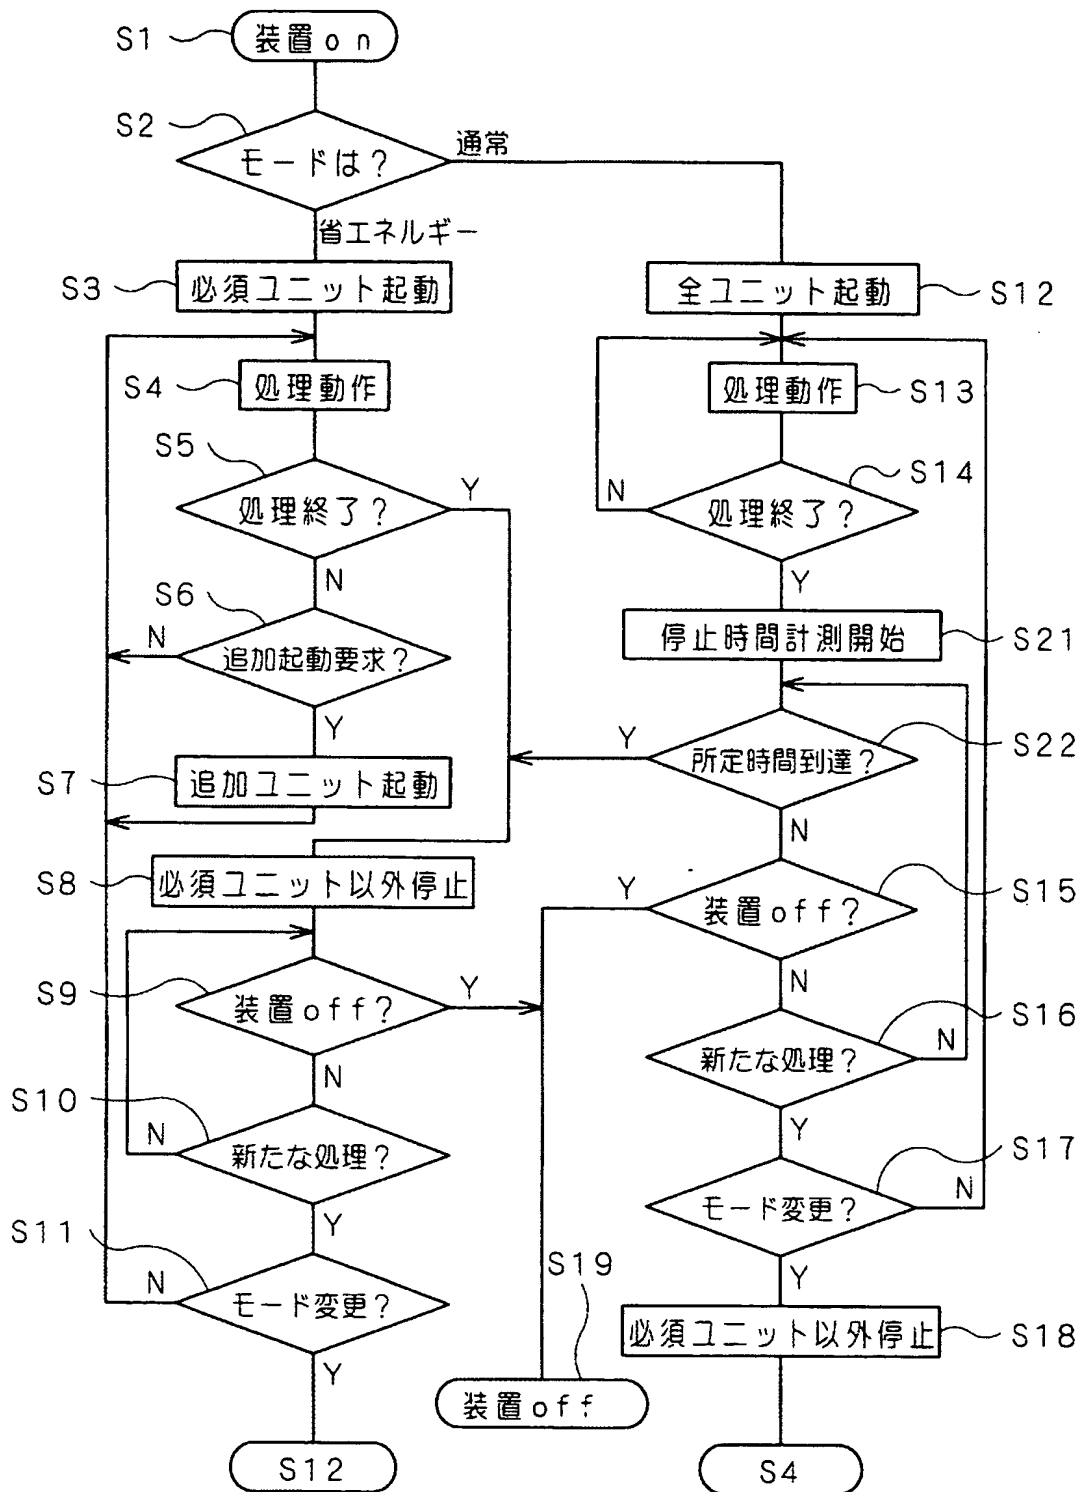 S1
装置on
S2
モードは?
通常
省エネルギー
S3
必須ユニット起動
全ユニット起動
S12
S4
処理動作
処理動作
S13
S5
処理終了?
Y
N
処理終了?
S14
N
Y
S6
N
追加起動要求?
停止時間計測開始
S21
Y
Y
所定時間到達?
S22
S7
追加ユニット起動
N
S8
必須ユニット以外停止
Y
装置off?
S15
S9
装置off?
Y
N
N
新たな処理?
N
S16
S10
N
新たな処理?
Y
Y
モード変更?
N
S17
S11
N
モード変更?
S19
Y
Y
必須ユニット以外停止
S18
装置off
S12
S4